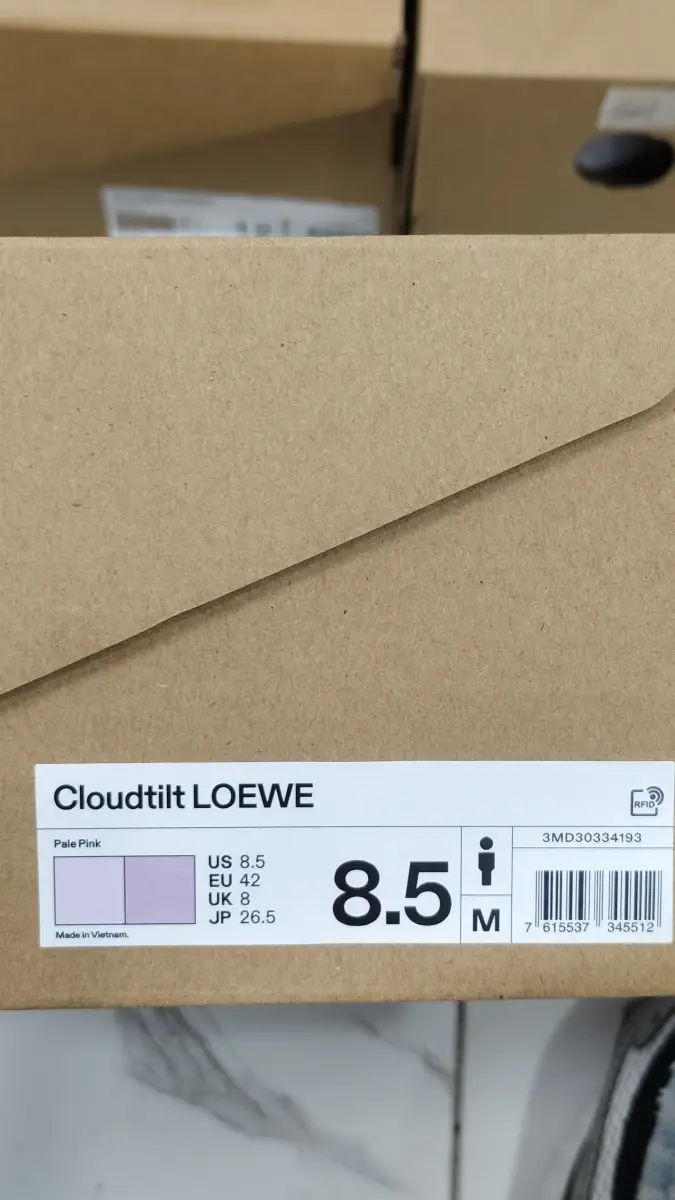 Cloudtilt LOEWE
RFID
Pale Pink
US 8.5
EU 42
UK 8
JP 26.5
Made in Vietnam.
8.5
M
3MD30334193
7 615537 345512